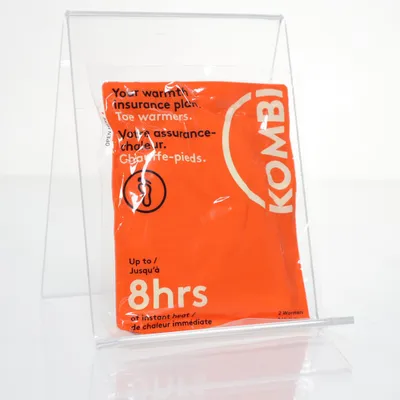 Your warmth
insurance plan.
Toe warmers.
Votre assurance-
chaleur.
Chauffe-pieds.
KOMBI
OPEN
Up to /
Jusqu'à
8hrs
of instant heat /
de chaleur immédiate
2 Warmers